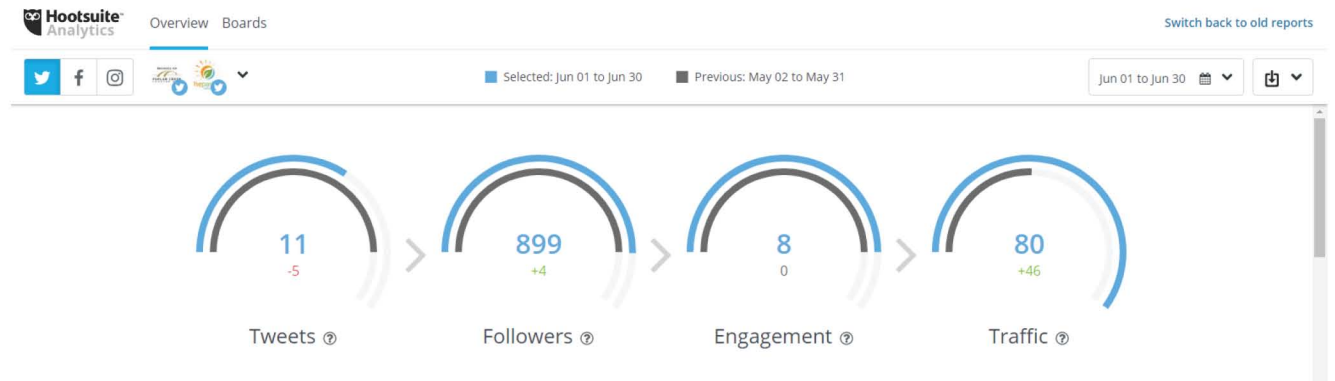 Hootsuite™
Analytics
Overview Boards
Switch back to old reports
Selected: Jun 01 to Jun 30
Previous: May 02 to May 31
Jun 01 to Jun 30
11
-5
Tweets ?
899
+4
Followers ?
8
0
Engagement ?
80
+46
Traffic ?